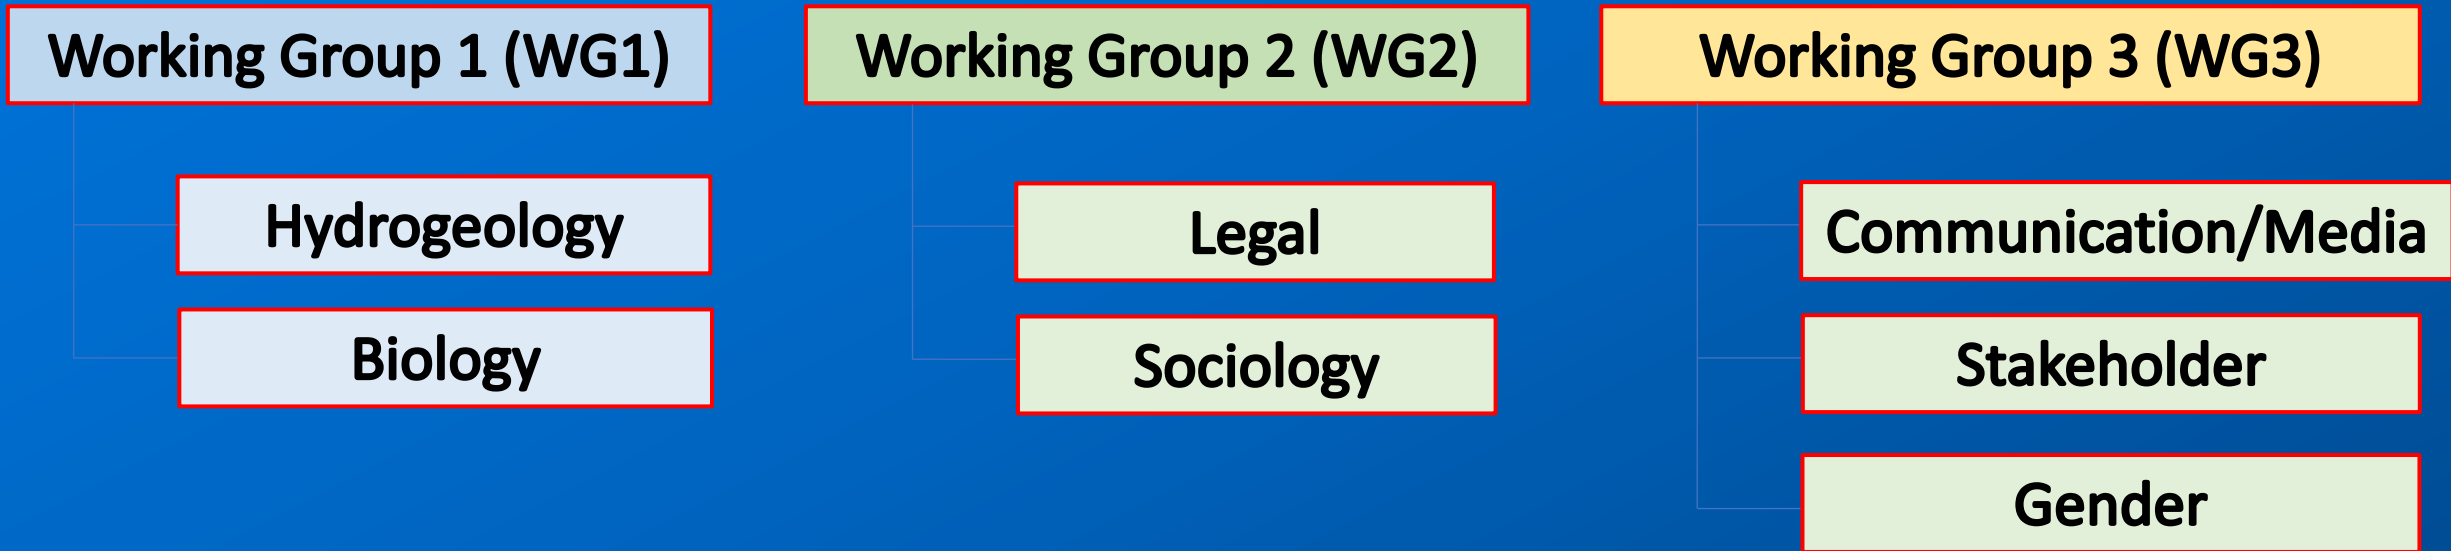 Working Group 1 (WG1)
Hydrogeology
Biology
Working Group 2 (WG2)
Legal
Sociology
Working Group 3 (WG3)
Communication/Media
Stakeholder
Gender